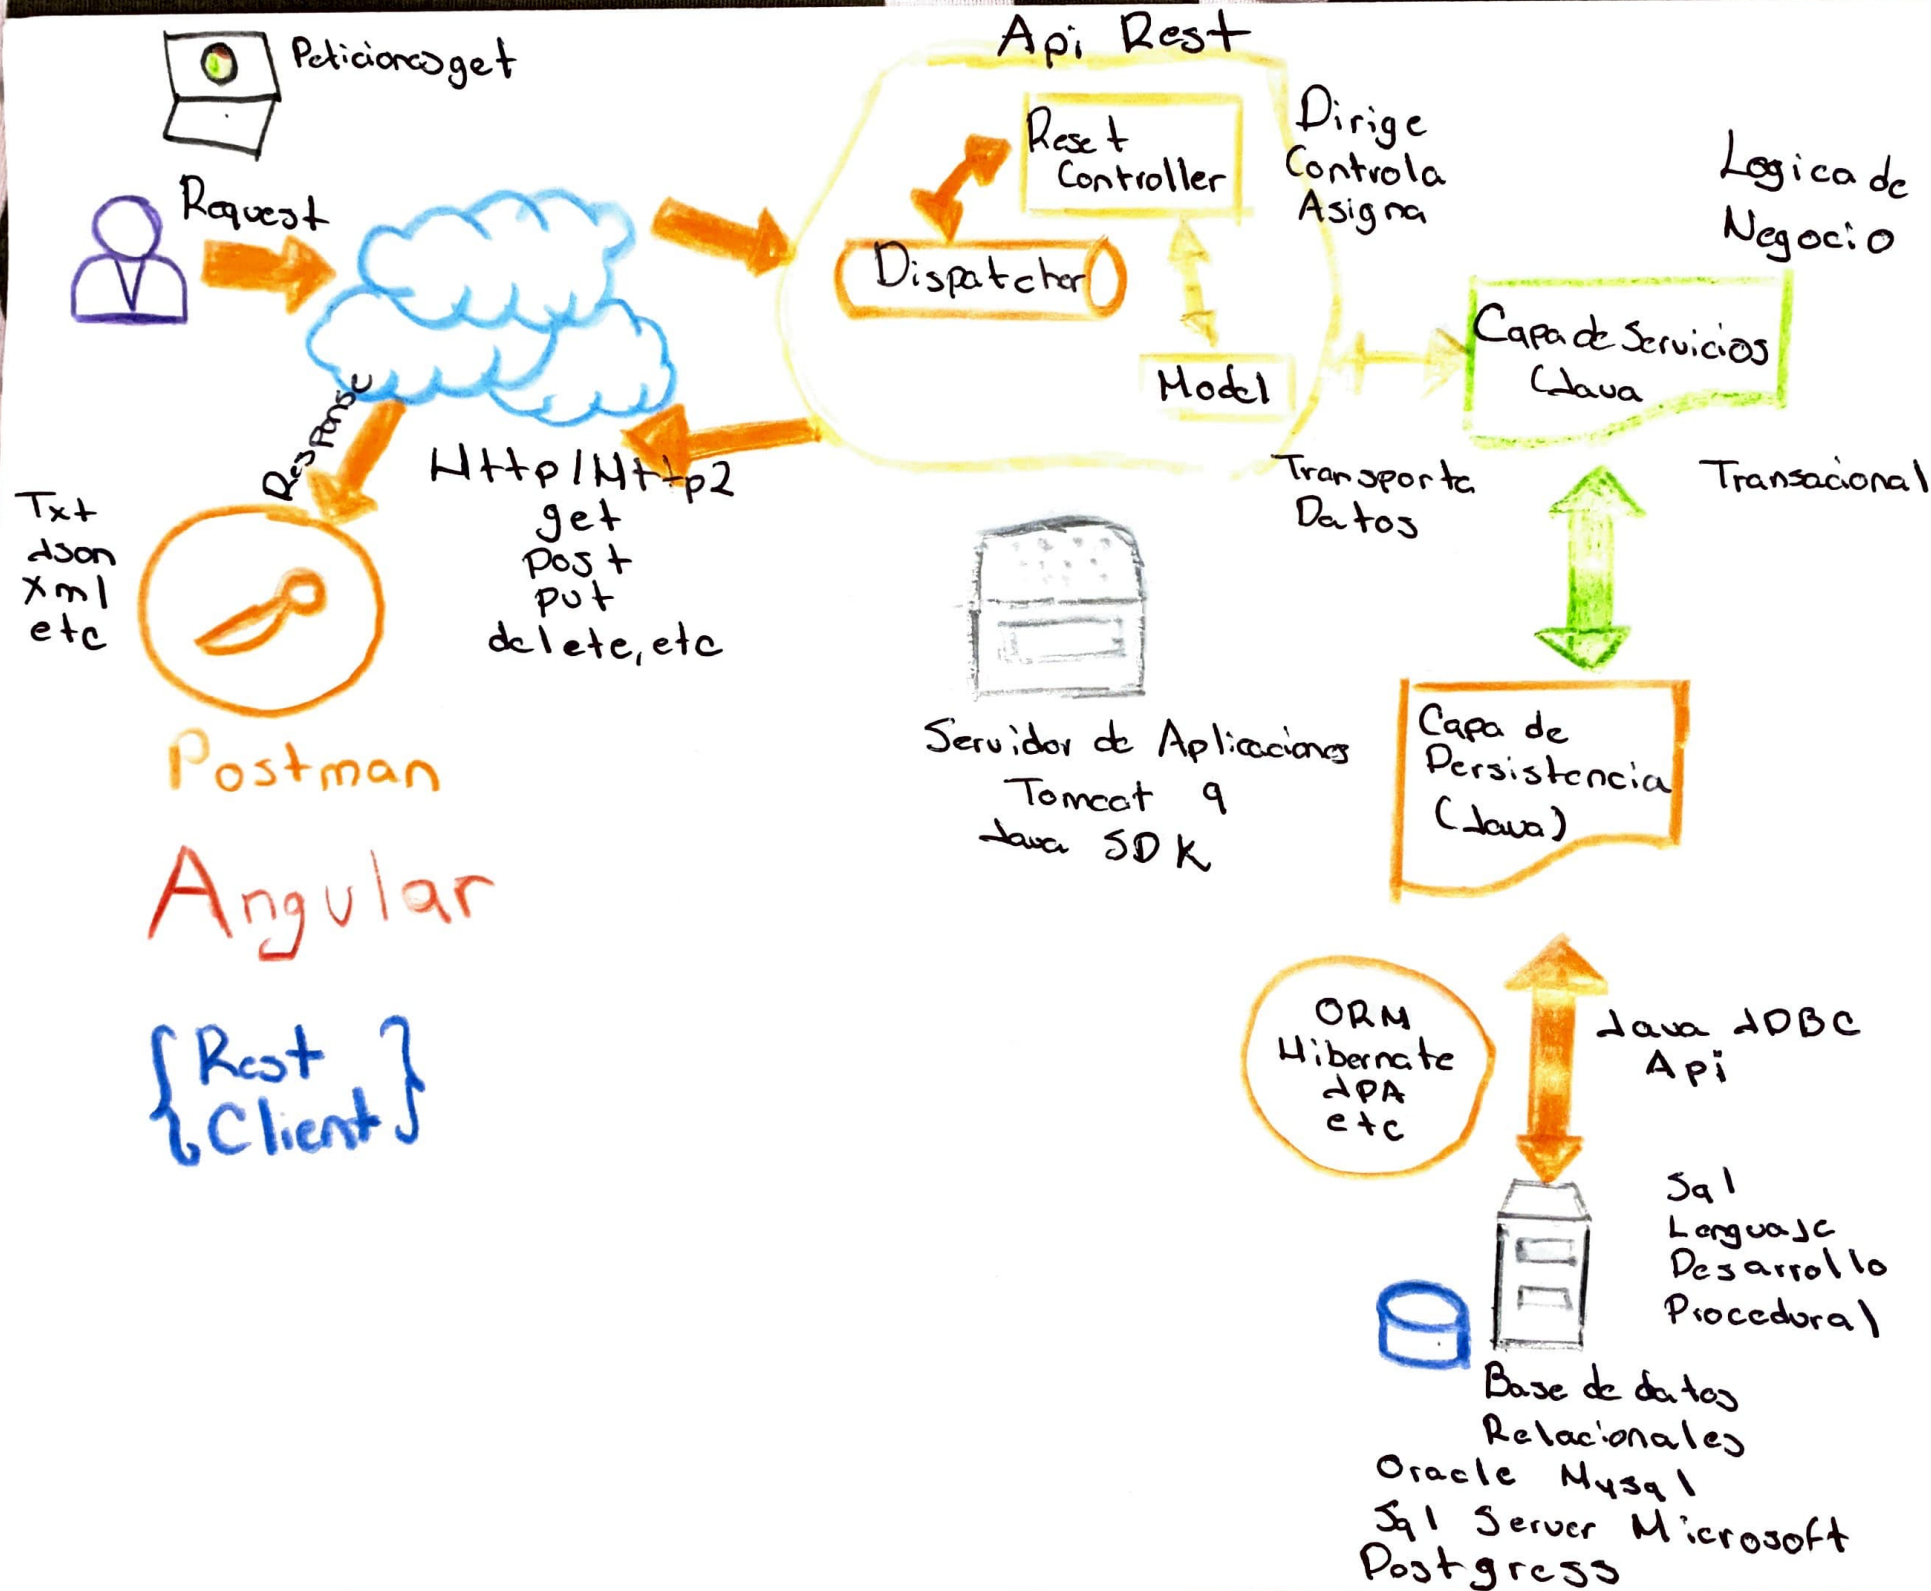 Peticiones get
Request
Response
Txt
Json
Xml
etc
Http/Http2
get
post
put
delete, etc
Postman
Angular
{Rest
Client}
Api Rest
Reset
Controller
Dispatcher
Model
Dirige
Controla
Asigna
Transporta
Datos
Logica de
Negocio
Capa de Servicios
(Java
Transacional
Servidor de Aplicaciones
Tomcat 9
Java SDK
Capa de
Persistencia
(Java)
ORM
Hibernate
JPA
etc
Java JDBC
Api
Sql
Lenguaje
Desarrollo
Procedural
Base de datos
Relacionales
Oracle Mysql
Sql Server Microsoft
Postgress